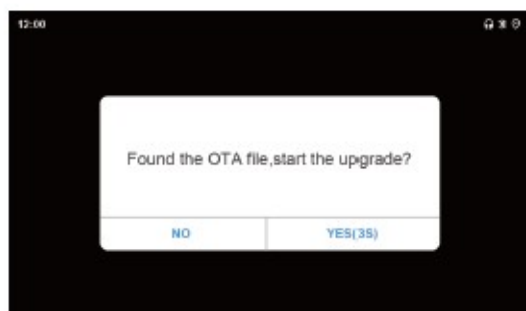 12:00
Found the OTA file,start the upgrade?
NO YES(3S)